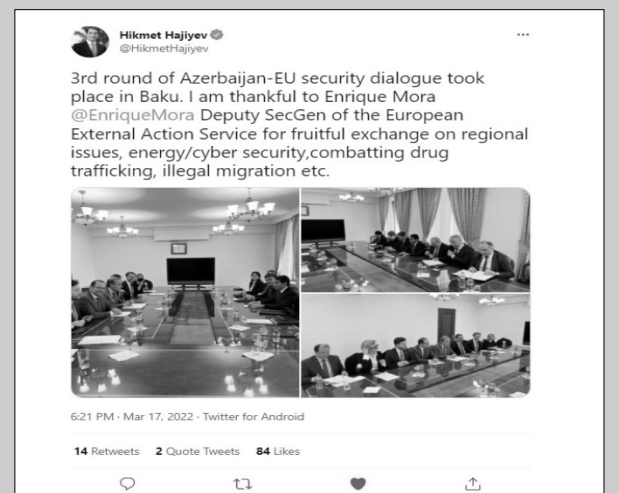 Hikmet Hajiyev
@HikmetHajiyev
3rd round of Azerbaijan-EU security dialogue took
place in Baku. I am thankful to Enrique Mora
@EnriqueMora Deputy SecGen of the European
External Action Service for fruitful exchange on regional
issues, energy/cyber security,combatting drug
trafficking, illegal migration etc.
6:21 PM · Mar 17, 2022 · Twitter for Android
14 Retweets 2 Quote Tweets 84 Likes